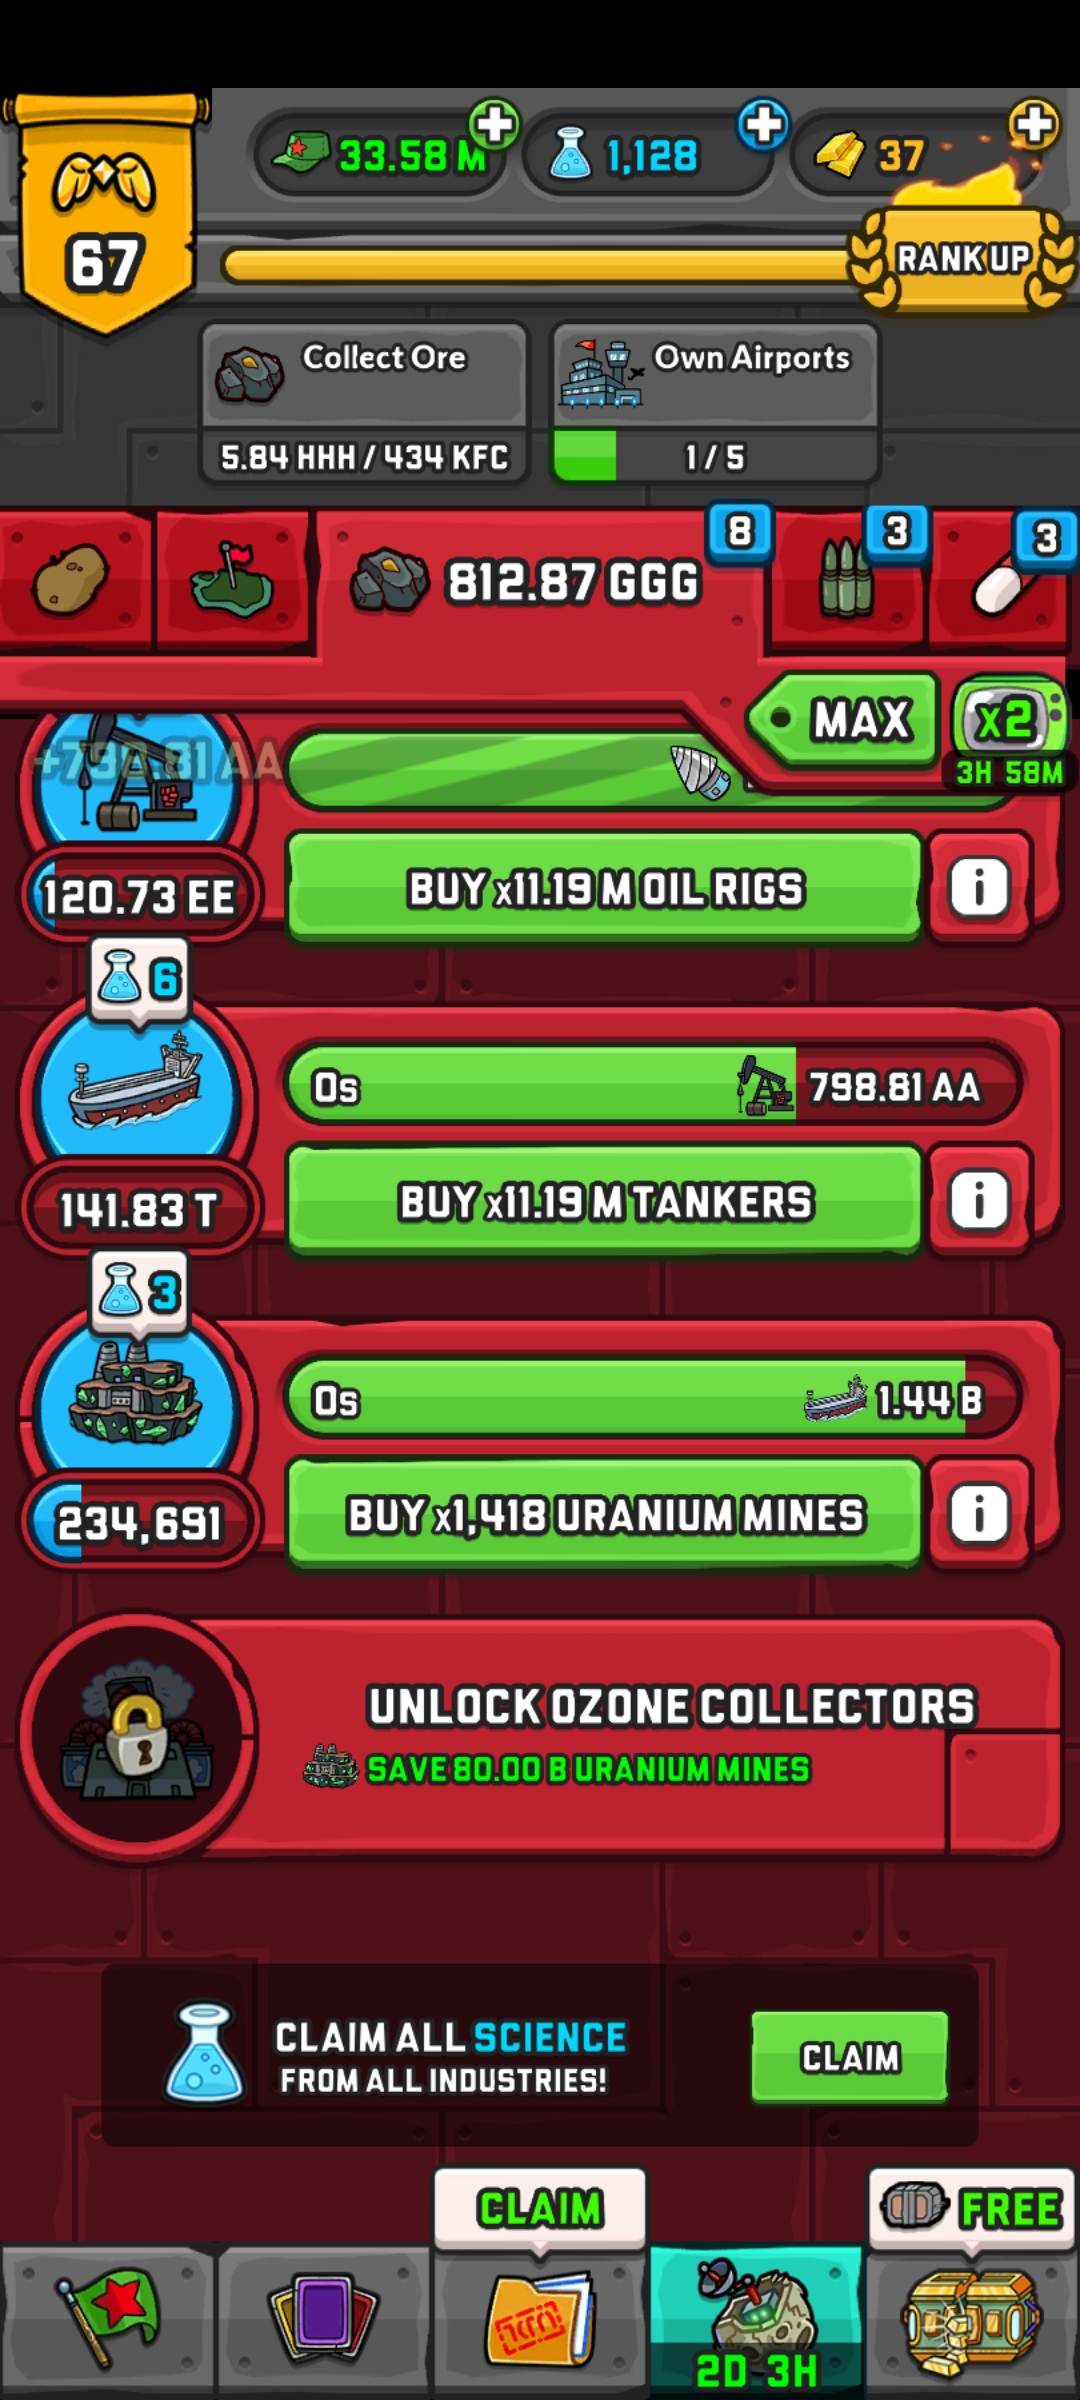 33.58 M
1,128
37
67
RANK UP
Collect Ore
Own Airports
5.84 HHH / 434 KFC
1 / 5
8
3
3
812.87 GGG
MAX
x2
3H 58M
+798.81 AA
120.73 EE
BUY x11.19 M OIL RIGS
i
6
0s
798.81 AA
141.83 T
BUY x11.19 M TANKERS
i
3
0s
1.44 B
234,691
BUY x1,418 URANIUM MINES
i
UNLOCK OZONE COLLECTORS
SAVE 80.00 B URANIUM MINES
CLAIM ALL SCIENCE
FROM ALL INDUSTRIES!
CLAIM
CLAIM
FREE
2D 3H